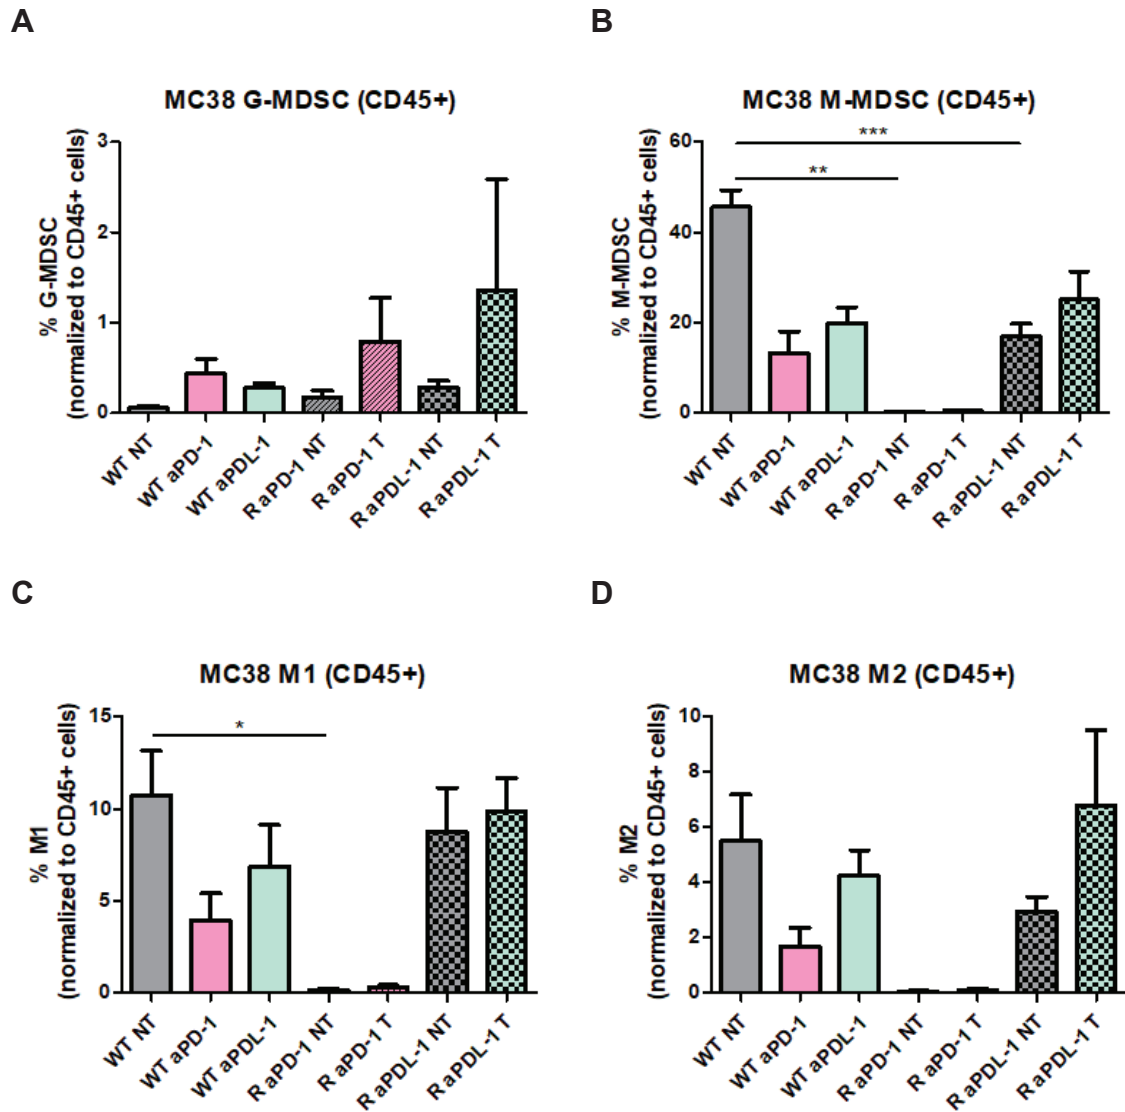 A
MC38 G-MDSC (CD45+)
% G-MDSC
(normalized to CD45+ cells)
3
2
1
0
WT NT
WT aPD-1
WT aPDL-1
R aPD-1 NT
R aPD-1 T
R aPDL-1 NT
R aPDL-1 T
B
MC38 M-MDSC (CD45+)
% M-MDSC
(normalized to CD45+ cells)
60
40
20
0
***
**
WT NT
WT aPD-1
WT aPDL-1
R aPD-1 NT
R aPD-1 T
R aPDL-1 NT
R aPDL-1 T
C
MC38 M1 (CD45+)
% M1
(normalized to CD45+ cells)
15
10
5
0
*
WT NT
WT aPD-1
WT aPDL-1
R aPD-1 NT
R aPD-1 T
R aPDL-1 NT
R aPDL-1 T
D
MC38 M2 (CD45+)
% M2
(normalized to CD45+ cells)
10
8
6
4
2
0
WT NT
WT aPD-1
WT aPDL-1
R aPD-1 NT
R aPD-1 T
R aPDL-1 NT
R aPDL-1 T